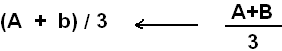 (A + b) / 3 ← A+B
3